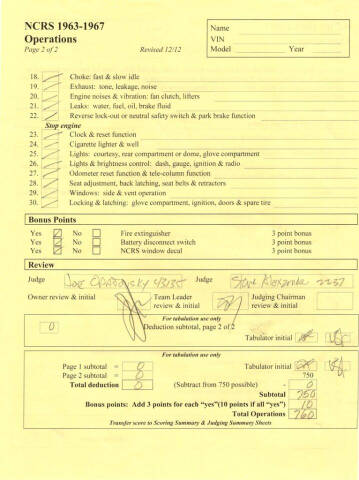 NCRS 1963-1967
Operations
Page 2 of 2
Revised 12/12
Name
VIN
Model Year
18. Choke: fast & slow idle
19. Exhaust: tone, leakage, noise
20. Engine noises & vibration: fan clutch, lifters
21. Leaks: water, fuel, oil, brake fluid
22. Reverse lock-out or neutral safety switch & park brake function
Stop engine
23. Clock & reset function
24. Cigarette lighter & well
25. Lights: courtesy, rear compartment or dome, glove compartment
26. Lights & brightness control: dash, gauge, ignition & radio
27. Odometer reset function & tele-column function
28. Seat adjustment, back latching, seat belts & retractors
29. Windows: side & vent operation
30. Locking & latching: glove compartment, ignition, doors & spare tire
Bonus Points
Yes No Fire extinguisher 3 point bonus
Yes No Battery disconnect switch 3 point bonus
Yes No NCRS window decal 3 point bonus
Review
Judge Judge Steve Alexander 2257
Owner review & initial Team Leader review & initial Judging Chairman review & initial
For tabulation use only
0 Deduction subtotal, page 2 of 2
Tabulator initial
For tabulation use only
Page 1 subtotal = 0 Tabulator initial
Page 2 subtotal = 0 750
Total deduction 0 (Subtract from 750 possible) - 0
Subtotal 750
Bonus points: Add 3 points for each "yes"(10 points if all "yes") 10
Total Operations 760
Transfer score to Scoring Summary & Judging Summary Sheets